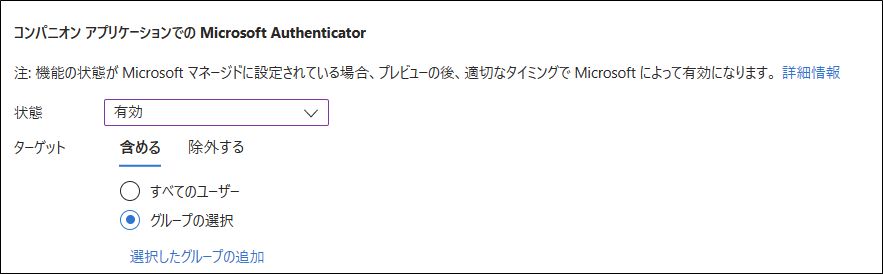 コンパニオン アプリケーションでの Microsoft Authenticator
注: 機能の状態が Microsoft マネージドに設定されている場合、プレビューの後、適切なタイミングで Microsoft によって有効になります。 詳細情報
状態 有効
ターゲット 含める 除外する
すべてのユーザー
グループの選択
選択したグループの追加